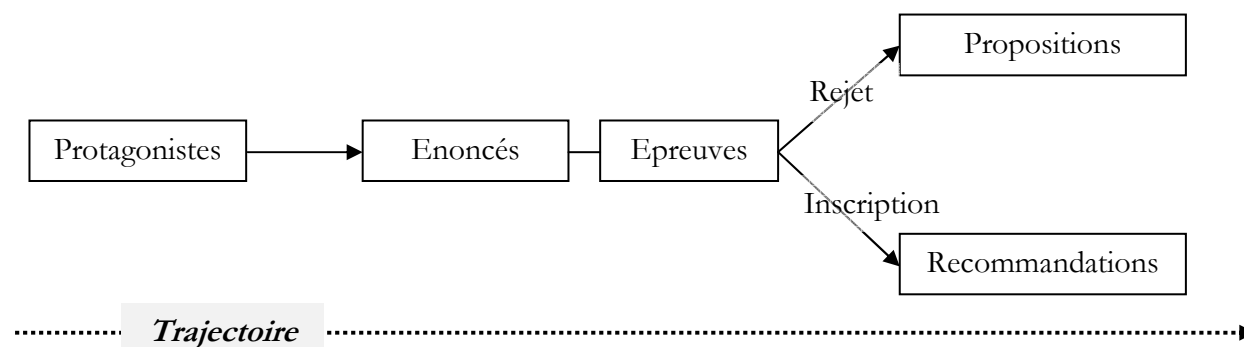 Propositions
Rejet
Protagonistes
Enoncés
Epreuves
Inscription
Recommandations
Trajectoire